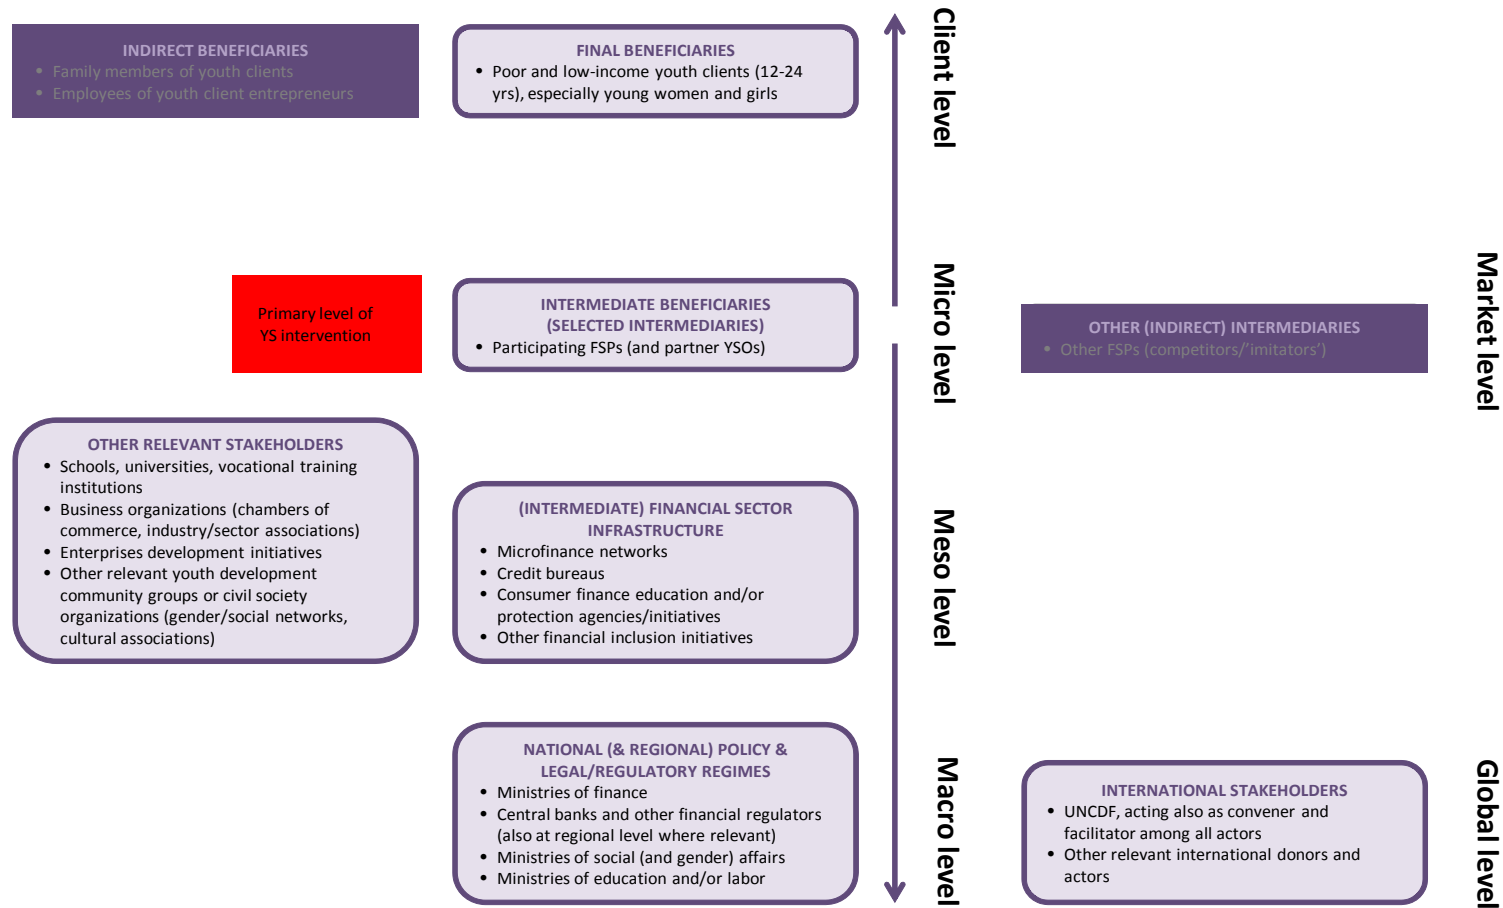 INDIRECT BENEFICIARIES
• Family members of youth clients
• Employees of youth client entrepreneurs
FINAL BENEFICIARIES
• Poor and low-income youth clients (12-24
yrs), especially young women and girls
Client level
Primary level of
YS intervention
INTERMEDIATE BENEFICIARIES
(SELECTED INTERMEDIARIES)
• Participating FSPs (and partner YSOs)
Micro level
OTHER (INDIRECT) INTERMEDIARIES
• Other FSPs (competitors/'imitators')
Market level
OTHER RELEVANT STAKEHOLDERS
• Schools, universities, vocational training
institutions
• Business organizations (chambers of
commerce, industry/sector associations)
• Enterprises development initiatives
• Other relevant youth development
community groups or civil society
organizations (gender/social networks,
cultural associations)
(INTERMEDIATE) FINANCIAL SECTOR
INFRASTRUCTURE
• Microfinance networks
• Credit bureaus
• Consumer finance education and/or
protection agencies/initiatives
• Other financial inclusion initiatives
Meso level
NATIONAL (& REGIONAL) POLICY &
LEGAL/REGULATORY REGIMES
• Ministries of finance
• Central banks and other financial regulators
(also at regional level where relevant)
• Ministries of social (and gender) affairs
• Ministries of education and/or labor
Macro level
INTERNATIONAL STAKEHOLDERS
• UNCDF, acting also as convener and
facilitator among all actors
• Other relevant international donors and
actors
Global level